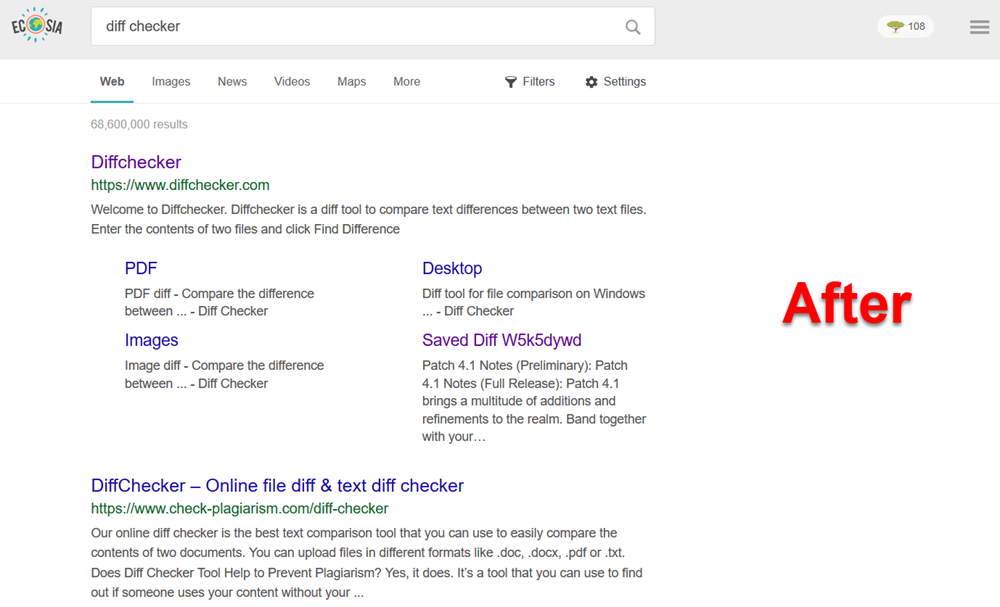 ECOSIA
diff checker
108
Web Images News Videos Maps More Filters Settings
68,600,000 results
Diffchecker
https://www.diffchecker.com
Welcome to Diffchecker. Diffchecker is a diff tool to compare text differences between two text files.
Enter the contents of two files and click Find Difference
PDF
PDF diff - Compare the difference
between ... - Diff Checker
Desktop
Diff tool for file comparison on Windows
... - Diff Checker
Images
Image diff - Compare the difference
between ... - Diff Checker
Saved Diff W5k5dywd
Patch 4.1 Notes (Preliminary): Patch
4.1 Notes (Full Release): Patch 4.1
brings a multitude of additions and
refinements to the realm. Band together
with your…
After
DiffChecker – Online file diff & text diff checker
https://www.check-plagiarism.com/diff-checker
Our online diff checker is the best text comparison tool that you can use to easily compare the
contents of two documents. You can upload files in different formats like .doc, .docx, .pdf or .txt.
Does Diff Checker Tool Help to Prevent Plagiarism? Yes, it does. It's a tool that you can use to find
out if someone uses your content without your ...